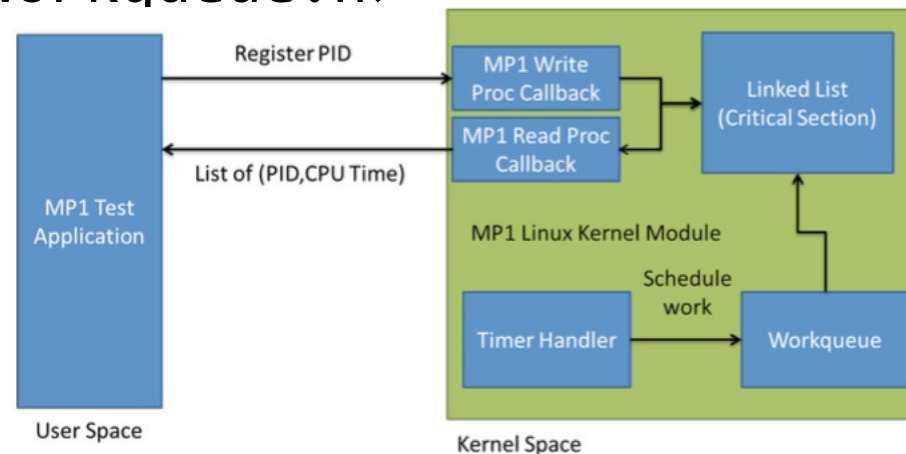 Register PID
MP1 Write
Proc Callback
MP1 Read Proc
Callback
Linked List
(Critical Section)
List of (PID,CPU Time)
MP1 Test
Application
MP1 Linux Kernel Module
Schedule
work
Timer Handler
Workqueue
User Space
Kernel Space